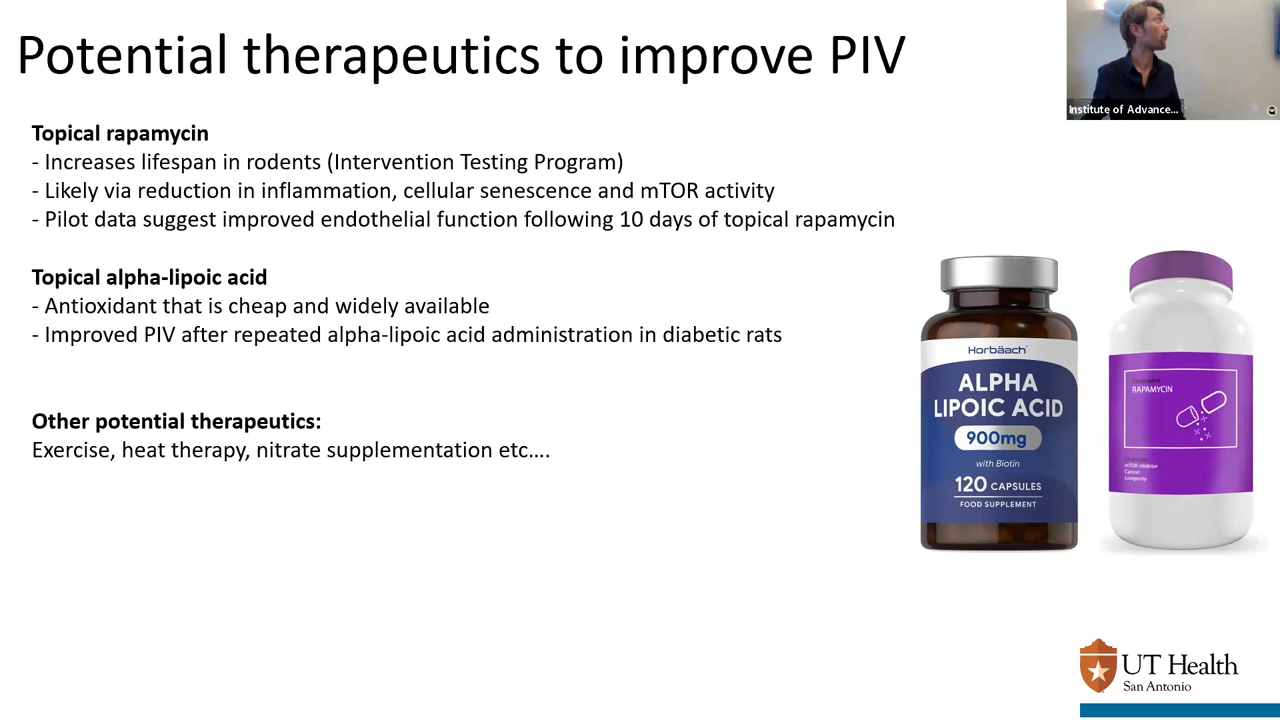 Potential therapeutics to improve PIV
Institute of Advance...
Topical rapamycin
- Increases lifespan in rodents (Intervention Testing Program)
- Likely via reduction in inflammation, cellular senescence and mTOR activity
- Pilot data suggest improved endothelial function following 10 days of topical rapamycin
Topical alpha-lipoic acid
- Antioxidant that is cheap and widely available
- Improved PIV after repeated alpha-lipoic acid administration in diabetic rats
Other potential therapeutics:
Exercise, heat therapy, nitrate supplementation etc....
Horbäach
ALPHA
LIPOIC ACID
900mg
with Biotin
120 CAPSULES
FOOD SUPPLEMENT
RAPAMYCIN
mTOR inhibitor
Cancer
Longevity
UT Health
San Antonio